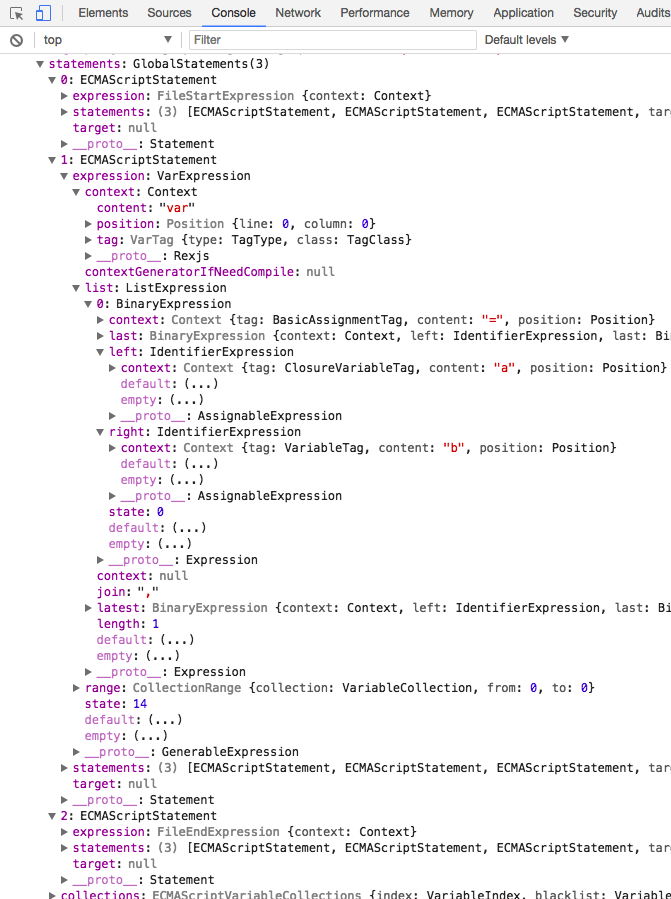 Elements Sources Console Network Performance Memory Application Security Audits
top ▼ Filter Default levels ▼
▼ statements: GlobalStatements(3)
▼ 0: ECMAScriptStatement
▶ expression: FileStartExpression {context: Context}
▶ statements: (3) [ECMAScriptStatement, ECMAScriptStatement, ECMAScriptStatement, tar
target: null
▶ __proto__: Statement
▼ 1: ECMAScriptStatement
▼ expression: VarExpression
▼ context: Context
content: "var"
▶ position: Position {line: 0, column: 0}
▶ tag: VarTag {type: TagType, class: TagClass}
▶ __proto__: Rexjs
contextGeneratorIfNeedCompile: null
▼ list: ListExpression
▼ 0: BinaryExpression
▶ context: Context {tag: BasicAssignmentTag, content: "=", position: Position}
▶ last: BinaryExpression {context: Context, left: IdentifierExpression, last: Bi
▼ left: IdentifierExpression
▶ context: Context {tag: ClosureVariableTag, content: "a", position: Position}
default: (...)
empty: (...)
▶ __proto__: AssignableExpression
▼ right: IdentifierExpression
▶ context: Context {tag: VariableTag, content: "b", position: Position}
default: (...)
empty: (...)
▶ __proto__: AssignableExpression
state: 0
default: (...)
empty: (...)
▶ __proto__: Expression
context: null
join: ","
▶ latest: BinaryExpression {context: Context, left: IdentifierExpression, last: Bi
length: 1
default: (...)
empty: (...)
▶ __proto__: Expression
▶ range: CollectionRange {collection: VariableCollection, from: 0, to: 0}
state: 14
default: (...)
empty: (...)
▶ __proto__: GenerableExpression
▶ statements: (3) [ECMAScriptStatement, ECMAScriptStatement, ECMAScriptStatement, tar
target: null
▶ __proto__: Statement
▼ 2: ECMAScriptStatement
▶ expression: FileEndExpression {context: Context}
▶ statements: (3) [ECMAScriptStatement, ECMAScriptStatement, ECMAScriptStatement, tar
target: null
▶ __proto__: Statement
▶ collections: ECMAScriptVariableCollections {index: VariableIndex, blacklist: Variabl